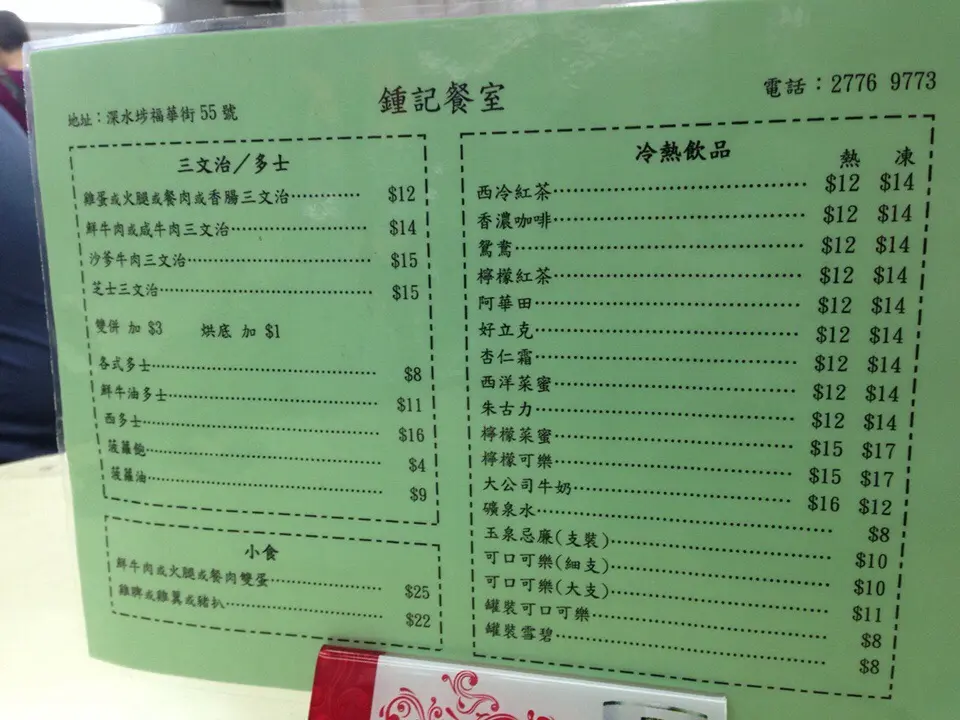 地址：深水埗福華街 55 號
鍾記餐室
電話：2776 9773
三文治／多士
雞蛋或火腿或餐肉或香腸三文治 $12
鮮牛肉或咸牛肉三文治 $14
沙爹牛肉三文治 $15
芝士三文治 $15
雙併 加 $3 烘底 加 $1
各式多士 $8
鮮牛油多士 $11
西多士 $16
菠蘿飽 $4
菠蘿油 $9
小食
鮮牛肉或火腿或餐肉雙蛋 $25
雞脾或雞翼或豬扒 $22
冷熱飲品 熱 凍
西冷紅茶 $12 $14
香濃咖啡 $12 $14
鴛鴦 $12 $14
檸檬紅茶 $12 $14
阿華田 $12 $14
好立克 $12 $14
杏仁霜 $12 $14
西洋菜蜜 $12 $14
朱古力 $12 $14
檸檬菜蜜 $15 $17
檸檬可樂 $15 $17
大公司牛奶 $16 $12
礦泉水 $8
玉泉忌廉(支裝) $10
可口可樂(細支) $10
可口可樂(大支) $11
罐裝可口可樂 $8
罐裝雪碧 $8